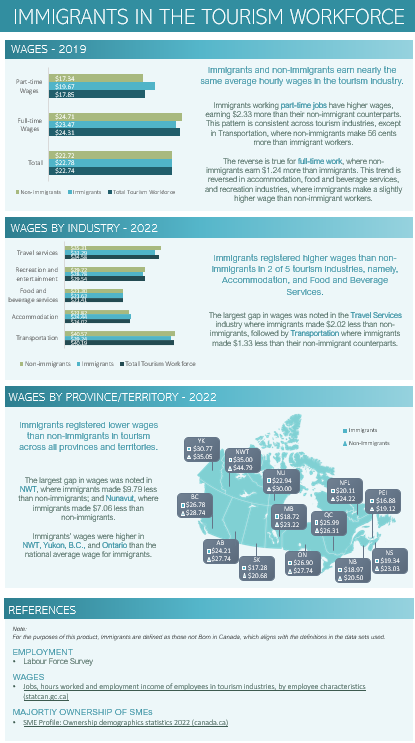 IMMIGRANTS IN THE TOURISM WORKFORCE
WAGES - 2019
Part-time
Wages
$17.54
$19.67
$17.85
Full-time
Wages
$24.71
$23.47
$24.31
Total
$22.72
$22.78
$22.74
Non-immigrants Immigrants Total Tourism Workforce
Immigrants and non-immigrants earn nearly the
same average hourly wages in the tourism industry.
Immigrants working part-time jobs have higher wages,
earning $2.33 more than their non-immigrant counterparts.
This pattern is consistent across tourism industries, except
in Transportation, where non-immigrants make 56 cents
more than immigrants.
The reverse is true for full-time work, where non-
immigrants earn $1.24 more than immigrants. This trend is
reversed in accommodation, food and beverage services,
and recreation industries, where immigrants make a slightly
higher wage than non-immigrant workers.
WAGES BY INDUSTRY - 2022
Travel services
Recreation and
entertainment
Food and
beverage services
Accommodation
Transportation
Non-immigrants Immigrants Total Tourism Workforce
Immigrants registered higher wages than non-
immigrants in 2 of 5 tourism industries, namely,
Accommodation, and Food and Beverage
Services.
The largest gap in wages was noted in the Travel Services
industry where immigrants made $2.02 less than non-
immigrants, followed by Transportation where immigrants
made $1.33 less than their non-immigrant counterparts.
WAGES BY PROVINCE/TERRITORY - 2022
Immigrants registered lower wages
than non-immigrants in tourism
across all provinces and territories.
The largest gap in wages was noted in
NWT, where immigrants made $9.79 less
than non-immigrants; and Nunavut, where
immigrants made $7.06 less than
non-immigrants.
Immigrants' wages were higher in
NWT, Yukon, B.C., and Ontario than the
national average wage for immigrants.
Immigrants
Non-immigrants
YK
$30.77
$35.05
NWT
$35.00
$44.79
NU
$22.94
$30.00
NFL
$20.11
$24.22
PEI
$16.88
$19.12
BC
$26.78
$28.74
MB
$18.72
$23.22
QC
$25.99
$26.31
AB
$24.21
$27.74
SK
$17.28
$20.68
ON
$26.90
$27.74
NB
$18.97
$20.50
NS
$19.34
$23.03
REFERENCES
Note:
For the purposes of this product, Immigrants are defined as those not Born in Canada, which aligns with the definitions in the data sets used.
EMPLOYMENT
• Labour Force Survey
WAGES
• Jobs, hours worked and employment income of employees in tourism industries, by employee characteristics
(statcan.gc.ca)
MAJORTIY OWNERSHIP OF SMEs
• SME Profile: Ownership demographics statistics 2022 (canada.ca)